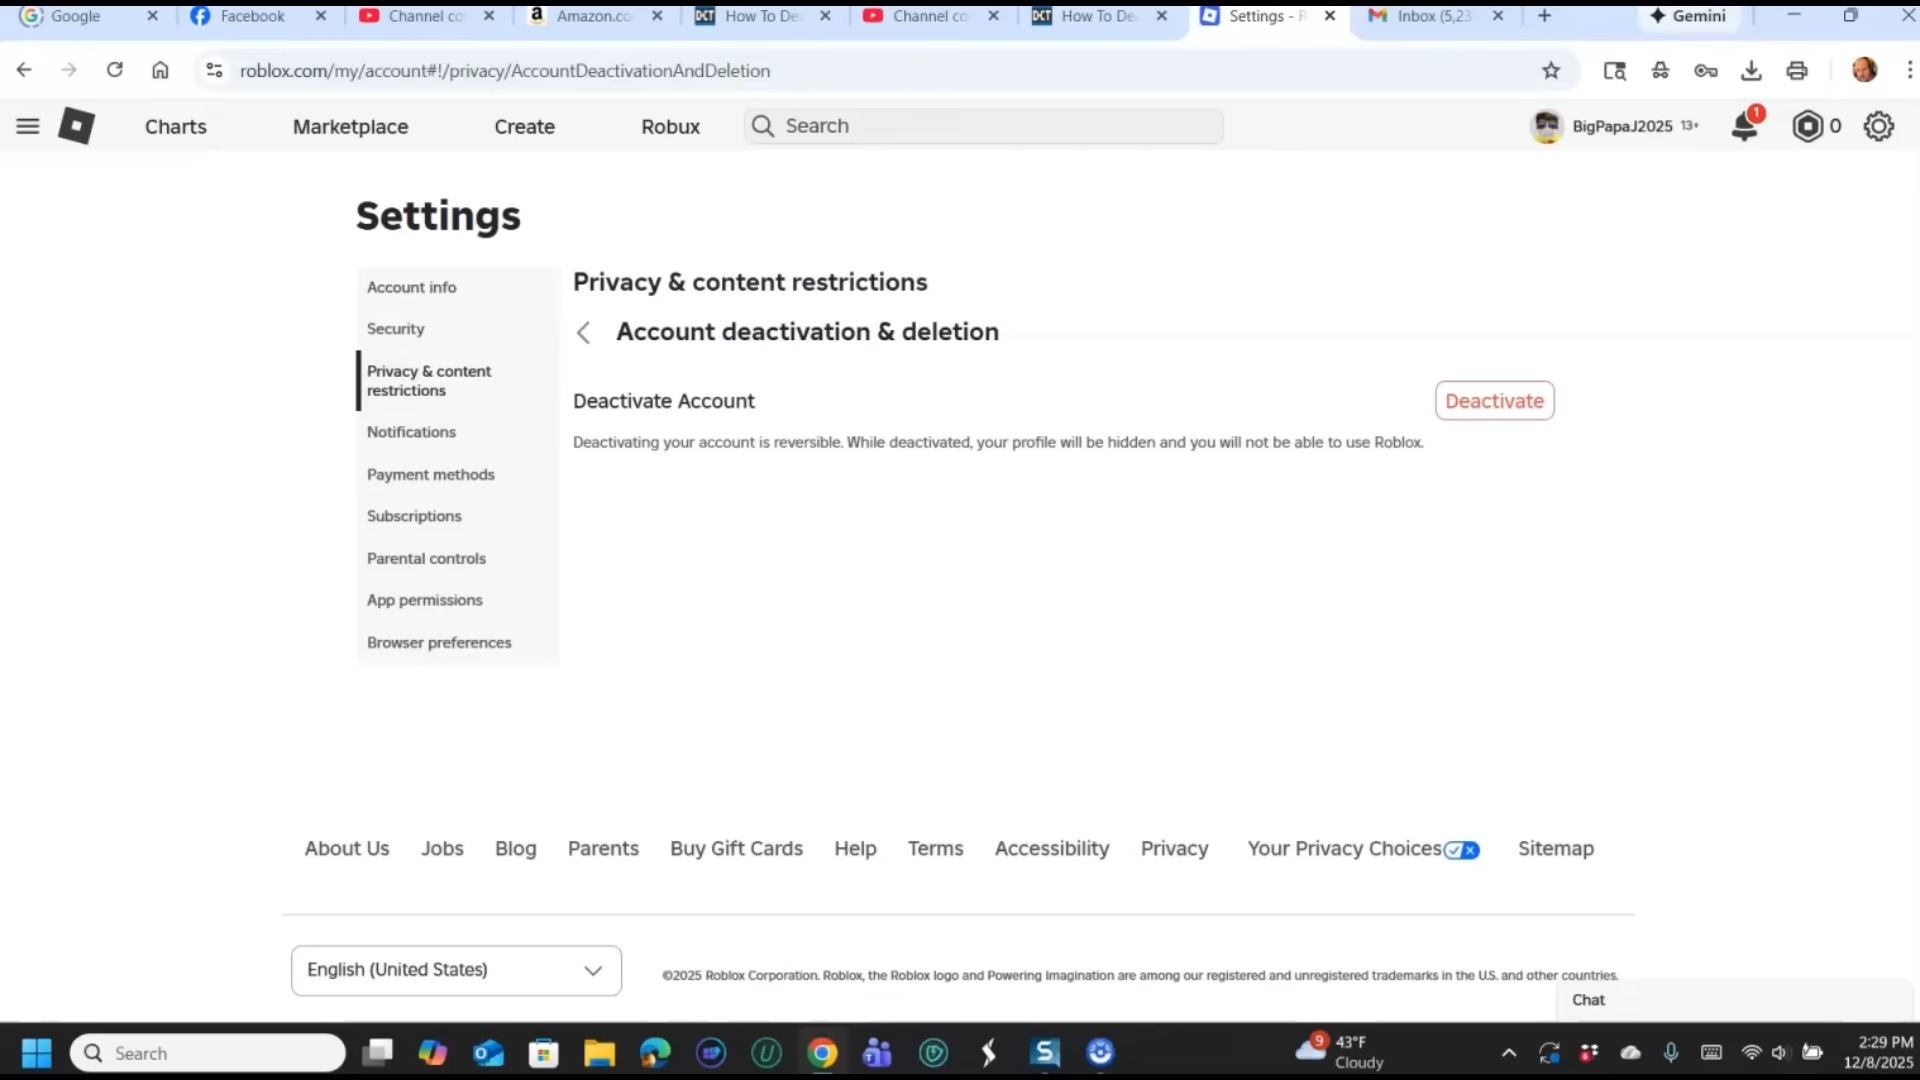 Google
Facebook
Channel co
Amazon.co
DCT How To De
Channel co
DCT How To De
Settings - R
Inbox (5,23
Gemini
roblox.com/my/account#!/privacy/AccountDeactivationAndDeletion
Charts
Marketplace
Create
Robux
Search
BigPapaJ2025 13+
1
0
Settings
Account info
Security
Privacy & content
restrictions
Notifications
Payment methods
Subscriptions
Parental controls
App permissions
Browser preferences
Privacy & content restrictions
Account deactivation & deletion
Deactivate Account
Deactivate
Deactivating your account is reversible. While deactivated, your profile will be hidden and you will not be able to use Roblox.
About Us Jobs Blog Parents Buy Gift Cards Help Terms Accessibility Privacy Your Privacy Choices Sitemap
English (United States)
©2025 Roblox Corporation. Roblox, the Roblox logo and Powering Imagination are among our registered and unregistered trademarks in the U.S. and other countries.
Chat
Search
9
43°F
Cloudy
2:29 PM
12/8/2025